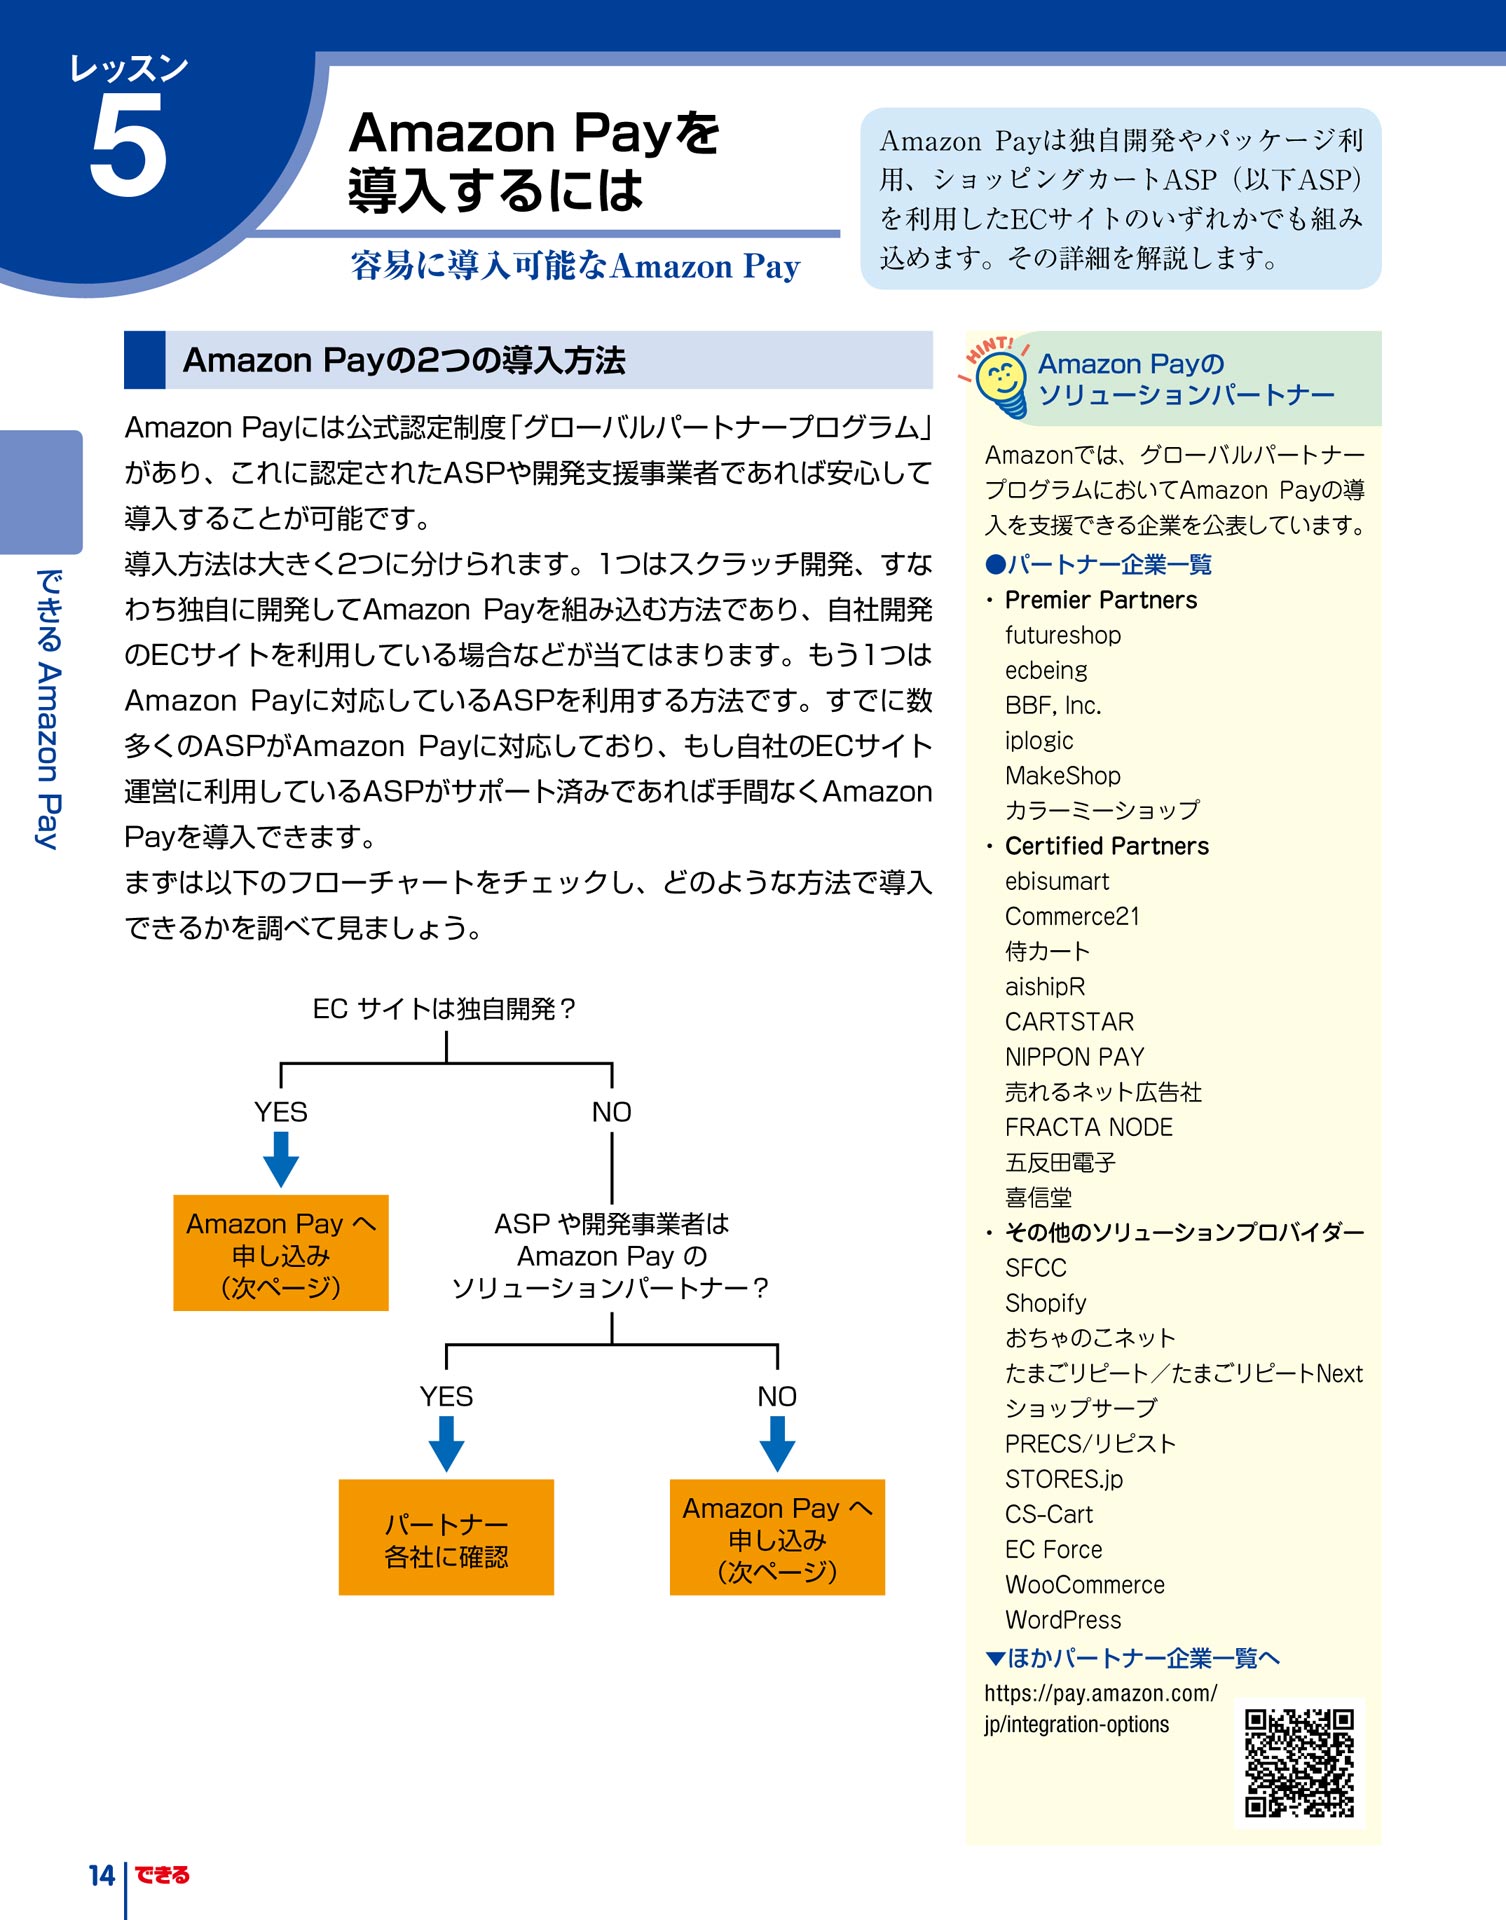 レッスン
5
Amazon Payを
導入するには
容易に導入可能なAmazon Pay
Amazon Payは独自開発やパッケージ利
用、ショッピングカートASP（以下ASP）
を利用したECサイトのいずれかでも組み
込めます。その詳細を解説します。
Amazon Payの2つの導入方法
Amazon Payには公式認定制度「グローバルパートナープログラム」
があり、これに認定されたASPや開発支援事業者であれば安心して
導入することが可能です。
導入方法は大きく2つに分けられます。1つはスクラッチ開発、すな
わち独自に開発してAmazon Payを組み込む方法であり、自社開発
のECサイトを利用している場合などが当てはまります。もう1つは
Amazon Payに対応しているASPを利用する方法です。すでに数
多くのASPがAmazon Payに対応しており、もし自社のECサイト
運営に利用しているASPがサポート済みであれば手間なくAmazon
Payを導入できます。
まずは以下のフローチャートをチェックし、どのような方法で導入
できるかを調べて見ましょう。
EC サイトは独自開発？
YES
NO
Amazon Pay へ
申し込み
（次ページ）
ASP や開発事業者は
Amazon Pay の
ソリューションパートナー？
YES
NO
パートナー
各社に確認
Amazon Pay へ
申し込み
（次ページ）
HINT!
Amazon Payの
ソリューションパートナー
Amazonでは、グローバルパートナー
プログラムにおいてAmazon Payの導
入を支援できる企業を公表しています。
●パートナー企業一覧
・Premier Partners
futureshop
ecbeing
BBF, Inc.
iplogic
MakeShop
カラーミーショップ
・Certified Partners
ebisumart
Commerce21
侍カート
aishipR
CARTSTAR
NIPPON PAY
売れるネット広告社
FRACTA NODE
五反田電子
喜信堂
・その他のソリューションプロバイダー
SFCC
Shopify
おちゃのこネット
たまごリピート／たまごリピートNext
ショップサーブ
PRECS/リピスト
STORES.jp
CS-Cart
EC Force
WooCommerce
WordPress
▼ほかパートナー企業一覧へ
https://pay.amazon.com/
jp/integration-options
できる Amazon Pay
14
できる